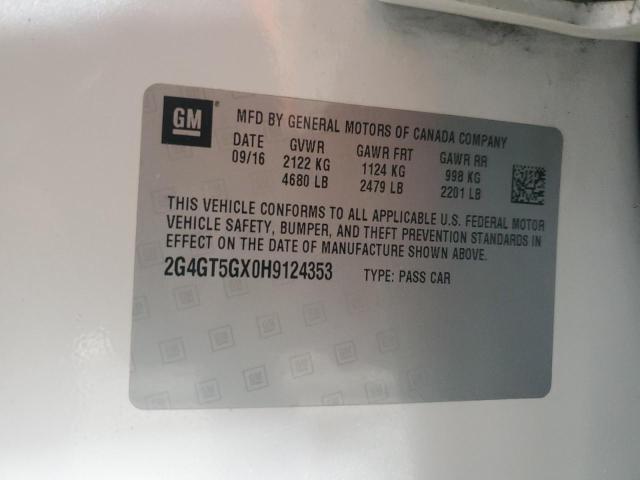 GM
MFD BY GENERAL MOTORS OF CANADA COMPANY
DATE GVWR GAWR FRT GAWR RR
09/16 2122 KG 1124 KG 998 KG
4680 LB 2479 LB 2201 LB
THIS VEHICLE CONFORMS TO ALL APPLICABLE U.S. FEDERAL MOTOR
VEHICLE SAFETY, BUMPER, AND THEFT PREVENTION STANDARDS IN
EFFECT ON THE DATE OF MANUFACTURE SHOWN ABOVE.
2G4GT5GX0H9124353 TYPE: PASS CAR